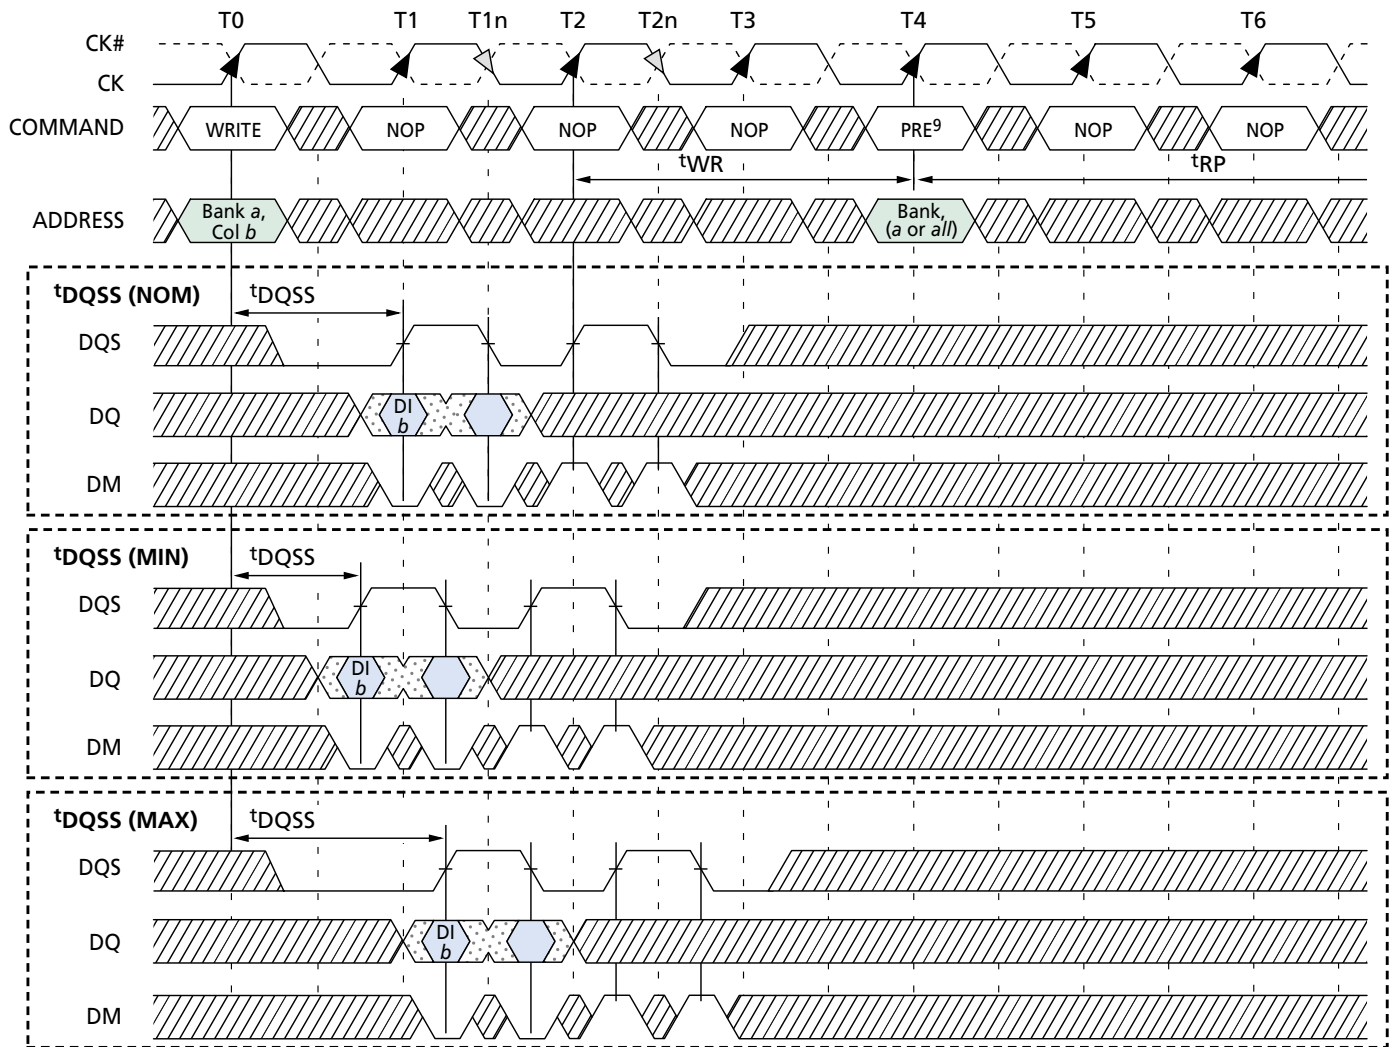 T0 T1 T1n T2 T2n T3 T4 T5 T6
CK#
CK
COMMAND WRITE NOP NOP NOP PRE9 NOP NOP
tWR tRP
ADDRESS Bank a, Col b Bank, (a or all)
tDQSS (NOM) tDQSS
DQS
DQ DI b
DM
tDQSS (MIN) tDQSS
DQS
DQ DI b
DM
tDQSS (MAX) tDQSS
DQS
DQ DI b
DM